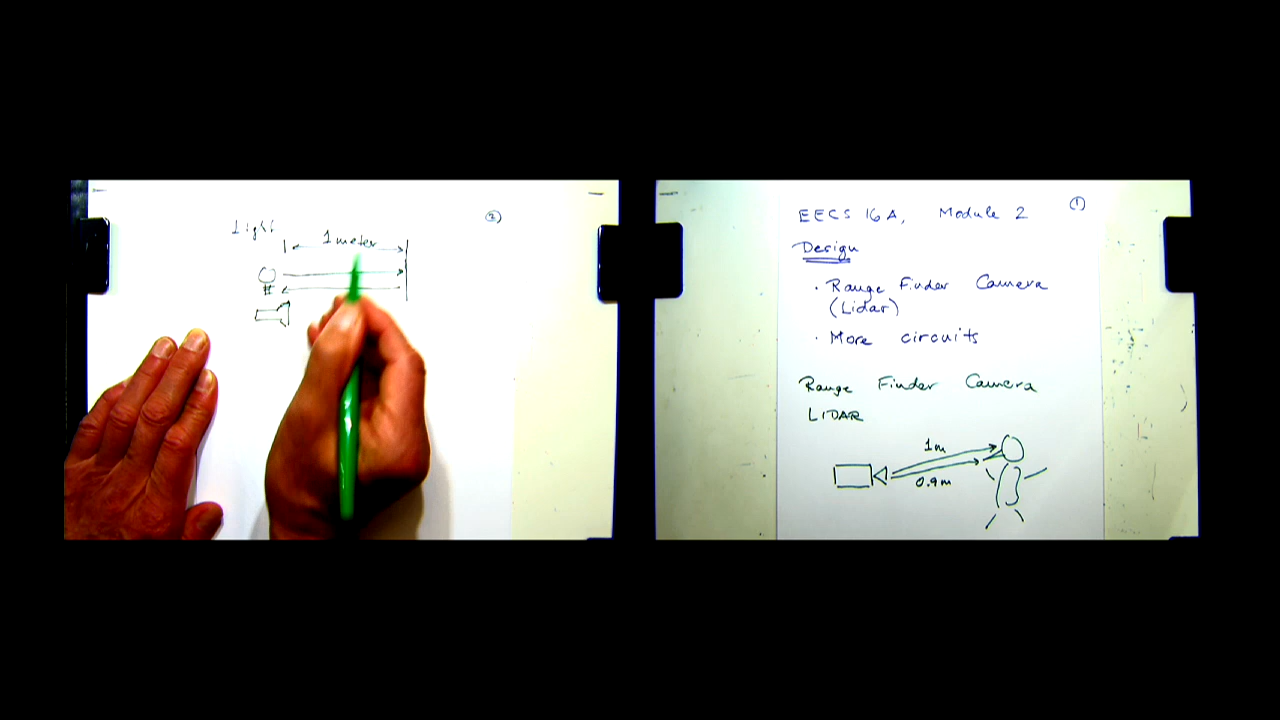 ②
Light
1 meter
①
EECS 16A, Module 2
Design
· Range Finder Camera
(Lidar)
· More circuits
Range Finder Camera
LIDAR
1m
0.9m